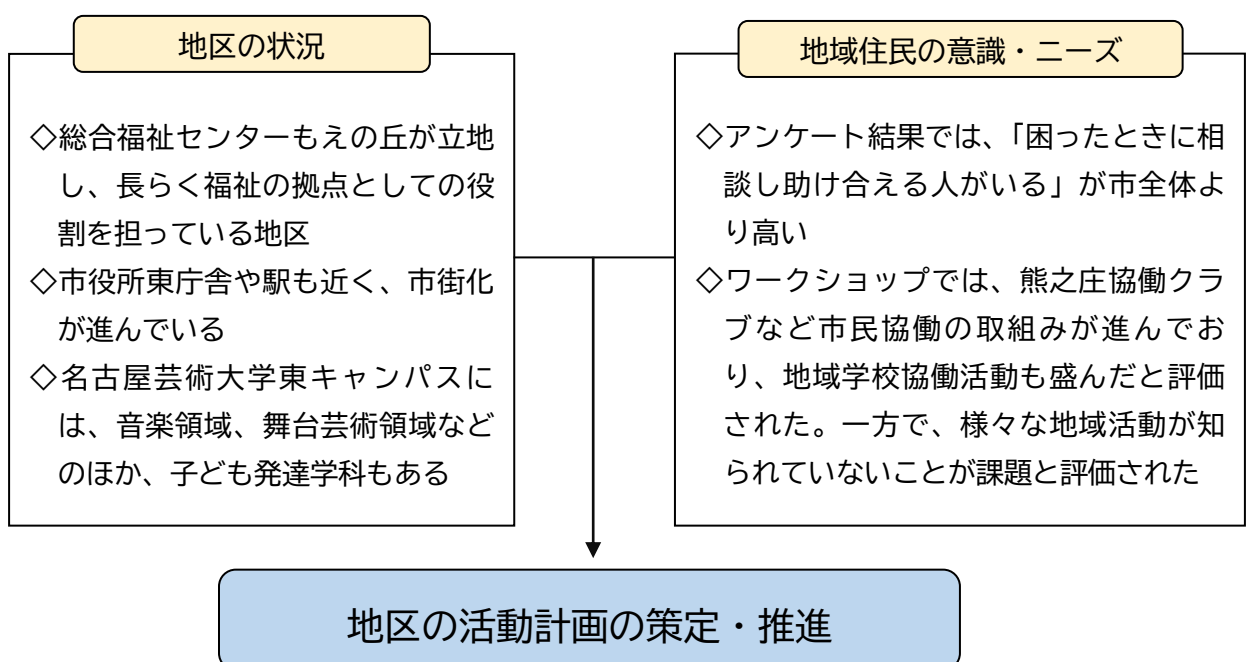 地区の状況
◇総合福祉センターもえの丘が立地
し、長らく福祉の拠点としての役
割を担っている地区
◇市役所東庁舎や駅も近く、市街化
が進んでいる
◇名古屋芸術大学東キャンパスに
は、音楽領域、舞台芸術領域など
のほか、子ども発達学科もある
地域住民の意識・ニーズ
◇アンケート結果では、「困ったときに相
談し助け合える人がいる」が市全体よ
り高い
◇ワークショップでは、熊之庄協働クラ
ブなど市民協働の取組みが進んでお
り、地域学校協働活動も盛んだと評価
された。一方で、様々な地域活動が知
られていないことが課題と評価された
地区の活動計画の策定・推進